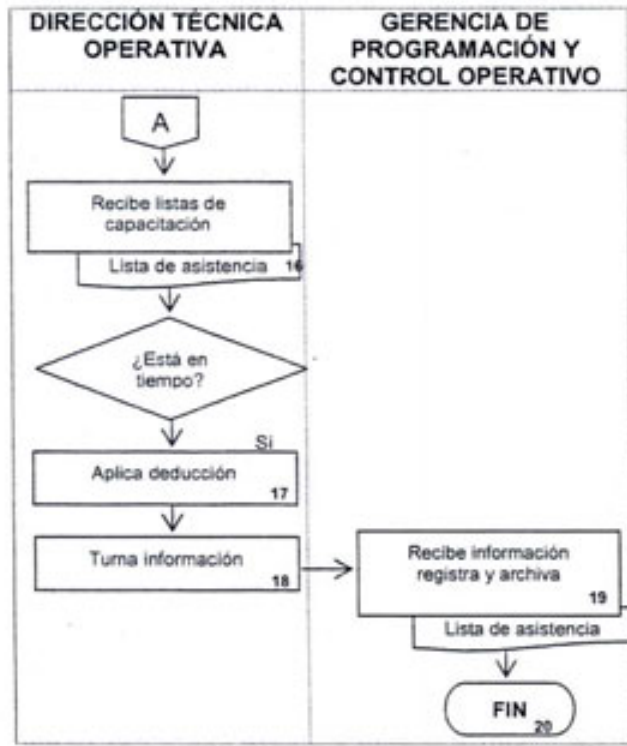 DIRECCIÓN TÉCNICA
OPERATIVA
GERENCIA DE
PROGRAMACIÓN Y
CONTROL OPERATIVO
A
Recibe listas de
capacitación
Lista de asistencia 16
¿Está en
tiempo?
Si
Aplica deducción
17
Turna información
18
Recibe información
registra y archiva
19
Lista de asistencia
FIN
20